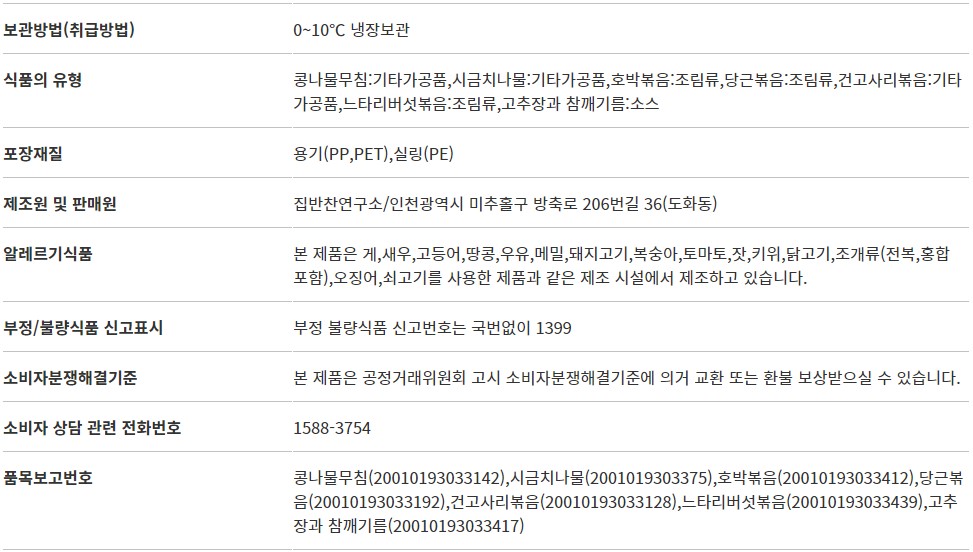 보관방법(취급방법) 0~10℃ 냉장보관
식품의 유형 콩나물무침:기타가공품,시금치나물:기타가공품,호박볶음:조림류,당근볶음:조림류,건고사리볶음:기타
가공품,느타리버섯볶음:조림류,고추장과 참깨기름:소스
포장재질 용기(PP,PET),실링(PE)
제조원 및 판매원 집반찬연구소/인천광역시 미추홀구 방축로 206번길 36(도화동)
알레르기식품 본 제품은 게,새우,고등어,땅콩,우유,메밀,돼지고기,복숭아,토마토,잣,키위,닭고기,조개류(전복,홍합
포함),오징어,쇠고기를 사용한 제품과 같은 제조 시설에서 제조하고 있습니다.
부정/불량식품 신고표시 부정 불량식품 신고번호는 국번없이 1399
소비자분쟁해결기준 본 제품은 공정거래위원회 고시 소비자분쟁해결기준에 의거 교환 또는 환불 보상받으실 수 있습니다.
소비자 상담 관련 전화번호 1588-3754
품목보고번호 콩나물무침(20010193033142),시금치나물(2001019303375),호박볶음(20010193033412),당근볶
음(20010193033192),건고사리볶음(20010193033128),느타리버섯볶음(20010193033439),고추
장과 참깨기름(20010193033417)